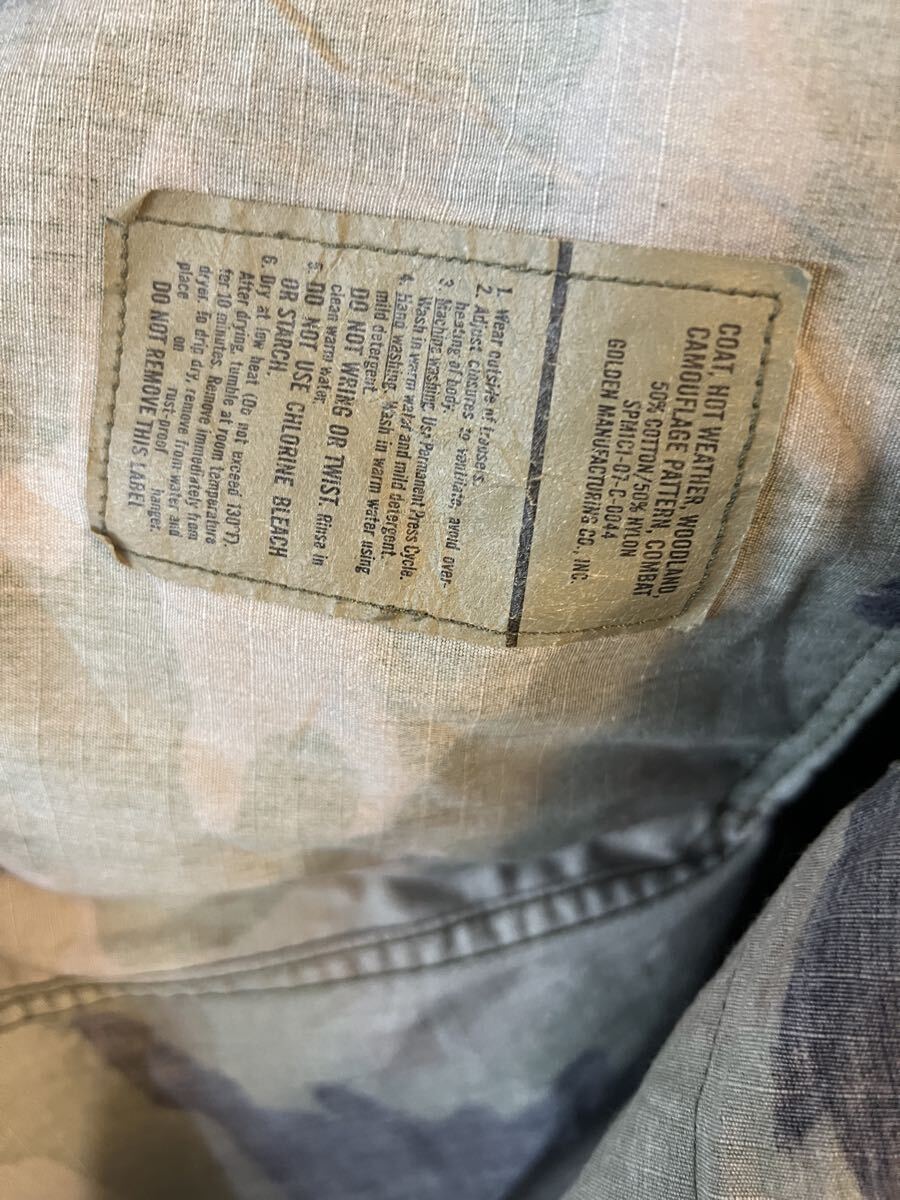 COAT, HOT WEATHER, WOODLAND,
CAMOUFLAGE PATTERN, COMBAT
50% COTTON/50% NYLON
SPM1C1-07-C-0044
GOLDEN MANUFACTURING CO., INC.
1. Wear outside of trousers.
2. Adjust closures to ventilate, avoid over-
heating of body.
3. Machine washing: Use Parmanent Press Cycle.
Wash in warm water and mild detergent.
4. Hand washing: Wash in warm water using
mild detergent.
DO NOT WRING OR TWIST. Rinse in
clean warm water.
5. DO NOT USE CHLORINE BLEACH
OR STARCH.
6. Dry at low heat (Do not exceed 130°F).
After drying, tumble at room temperature
for 10 minutes. Remove immediately from
dryer. to drip dry, remove from water and
place on rust-proof hanger.
DO NOT REMOVE THIS LABEL